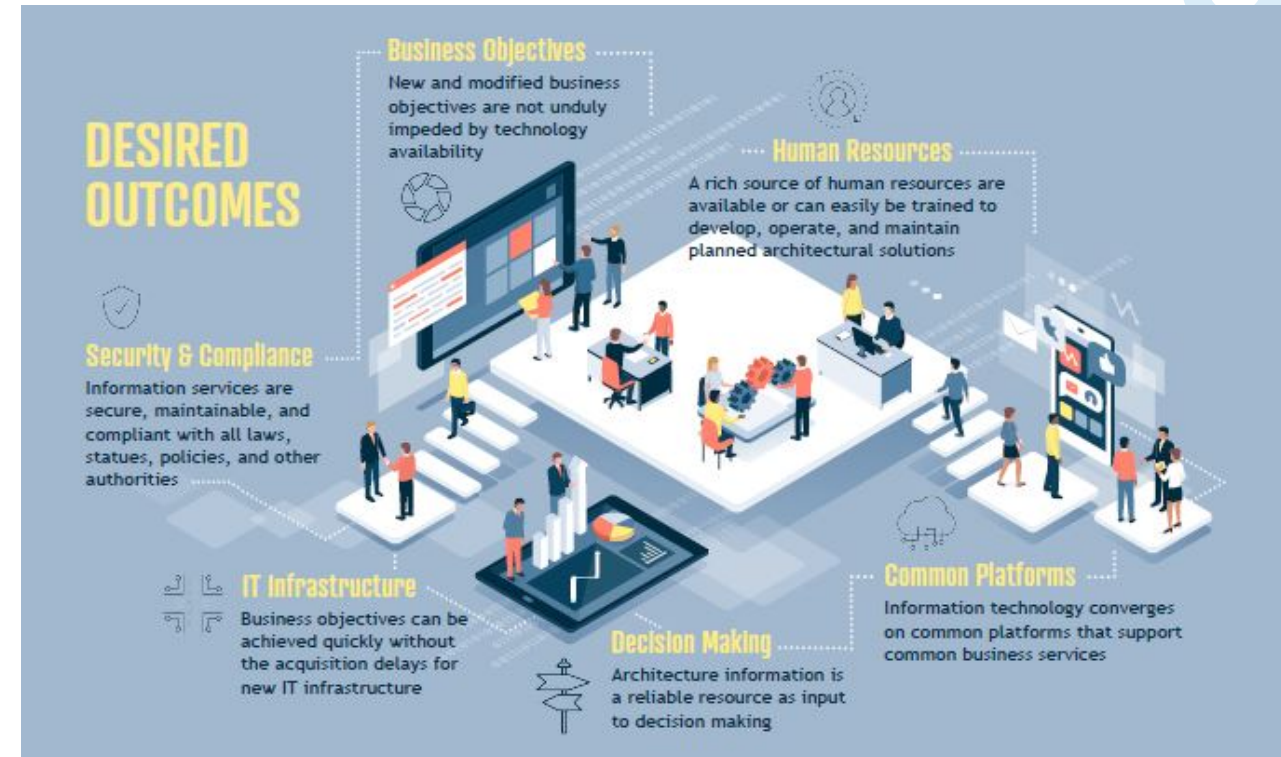 DESIRED
OUTCOMES
Business Objectives
New and modified business
objectives are not unduly
impeded by technology
availability
Human Resources
A rich source of human resources are
available or can easily be trained to
develop, operate, and maintain
planned architectural solutions
Security & Compliance
Information services are
secure, maintainable, and
compliant with all laws,
statues, policies, and other
authorities
IT Infrastructure
Business objectives can be
achieved quickly without
the acquisition delays for
new IT infrastructure
Decision Making
Architecture information is
a reliable resource as input
to decision making
Common Platforms
Information technology converges
on common platforms that support
common business services